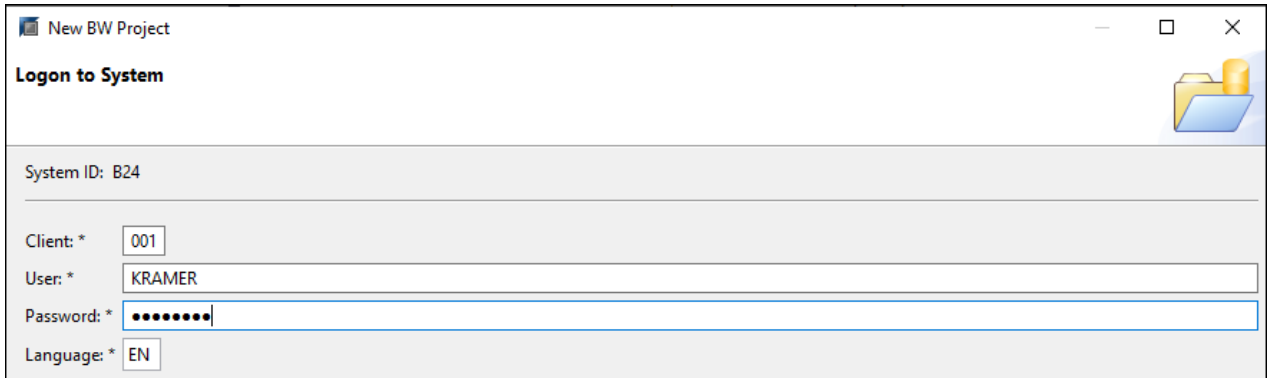 New BW Project
Logon to System
System ID: B24
Client: * 001
User: * KRAMER
Password: * ●●●●●●●●
Language: * EN